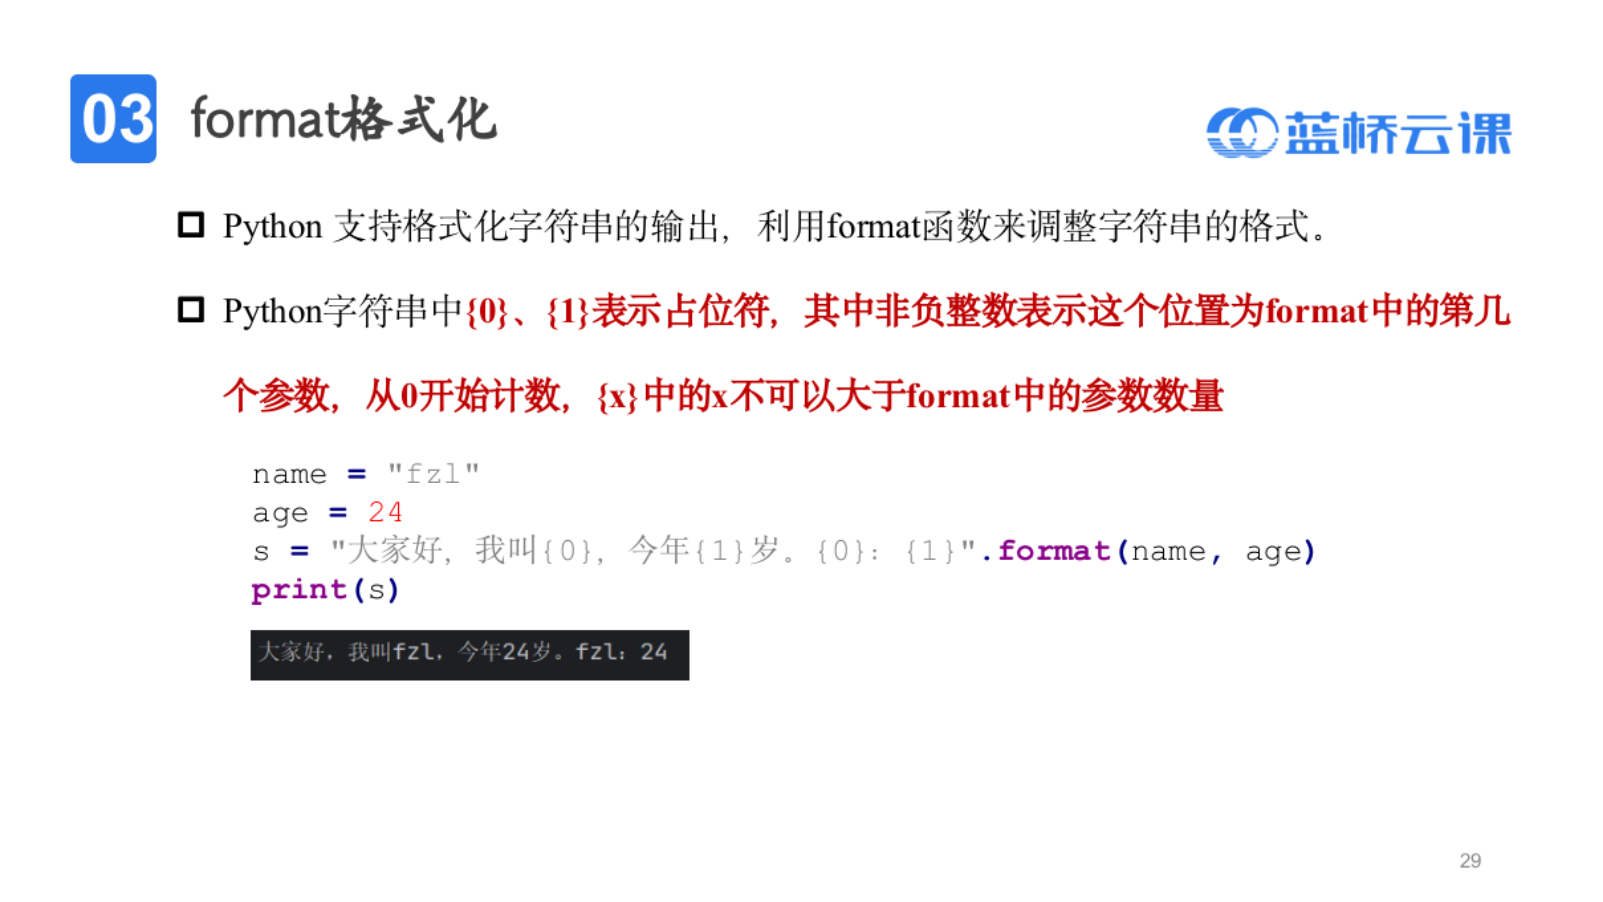 03 format格式化
蓝桥云课
Python 支持格式化字符串的输出，利用format函数来调整字符串的格式。
Python字符串中{0}、{1}表示占位符，其中非负整数表示这个位置为format中的第几
个参数，从0开始计数，{x}中的x不可以大于format中的参数数量
name = "fzl"
age = 24
s = "大家好，我叫{0}，今年{1}岁。{0}：{1}".format(name, age)
print(s)
大家好，我叫fzl，今年24岁。fzl：24
29